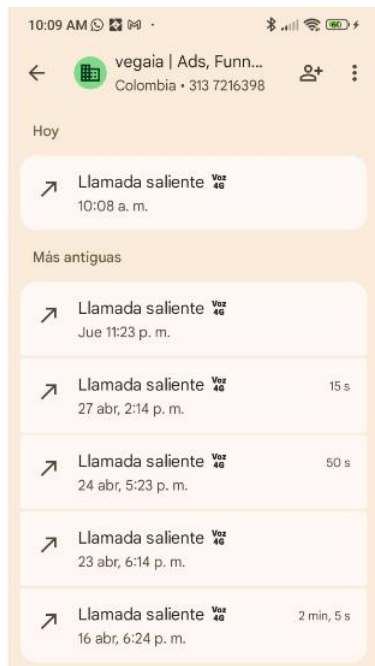 10:09 AM
60
vegaia | Ads, Funn...
Colombia • 313 7216398
Hoy
Llamada saliente Voz 4G
10:08 a. m.
Más antiguas
Llamada saliente Voz 4G
Jue 11:23 p. m.
Llamada saliente Voz 4G
15 s
27 abr, 2:14 p. m.
Llamada saliente Voz 4G
50 s
24 abr, 5:23 p. m.
Llamada saliente Voz 4G
23 abr, 6:14 p. m.
Llamada saliente Voz 4G
2 min, 5 s
16 abr, 6:24 p. m.